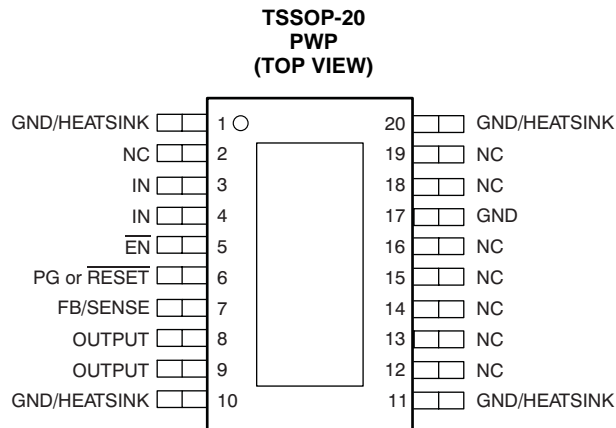 TSSOP-20
PWP
(TOP VIEW)
GND/HEATSINK 1 20 GND/HEATSINK
NC 2 19 NC
IN 3 18 NC
IN 4 17 GND
EN 5 16 NC
PG or RESET 6 15 NC
FB/SENSE 7 14 NC
OUTPUT 8 13 NC
OUTPUT 9 12 NC
GND/HEATSINK 10 11 GND/HEATSINK